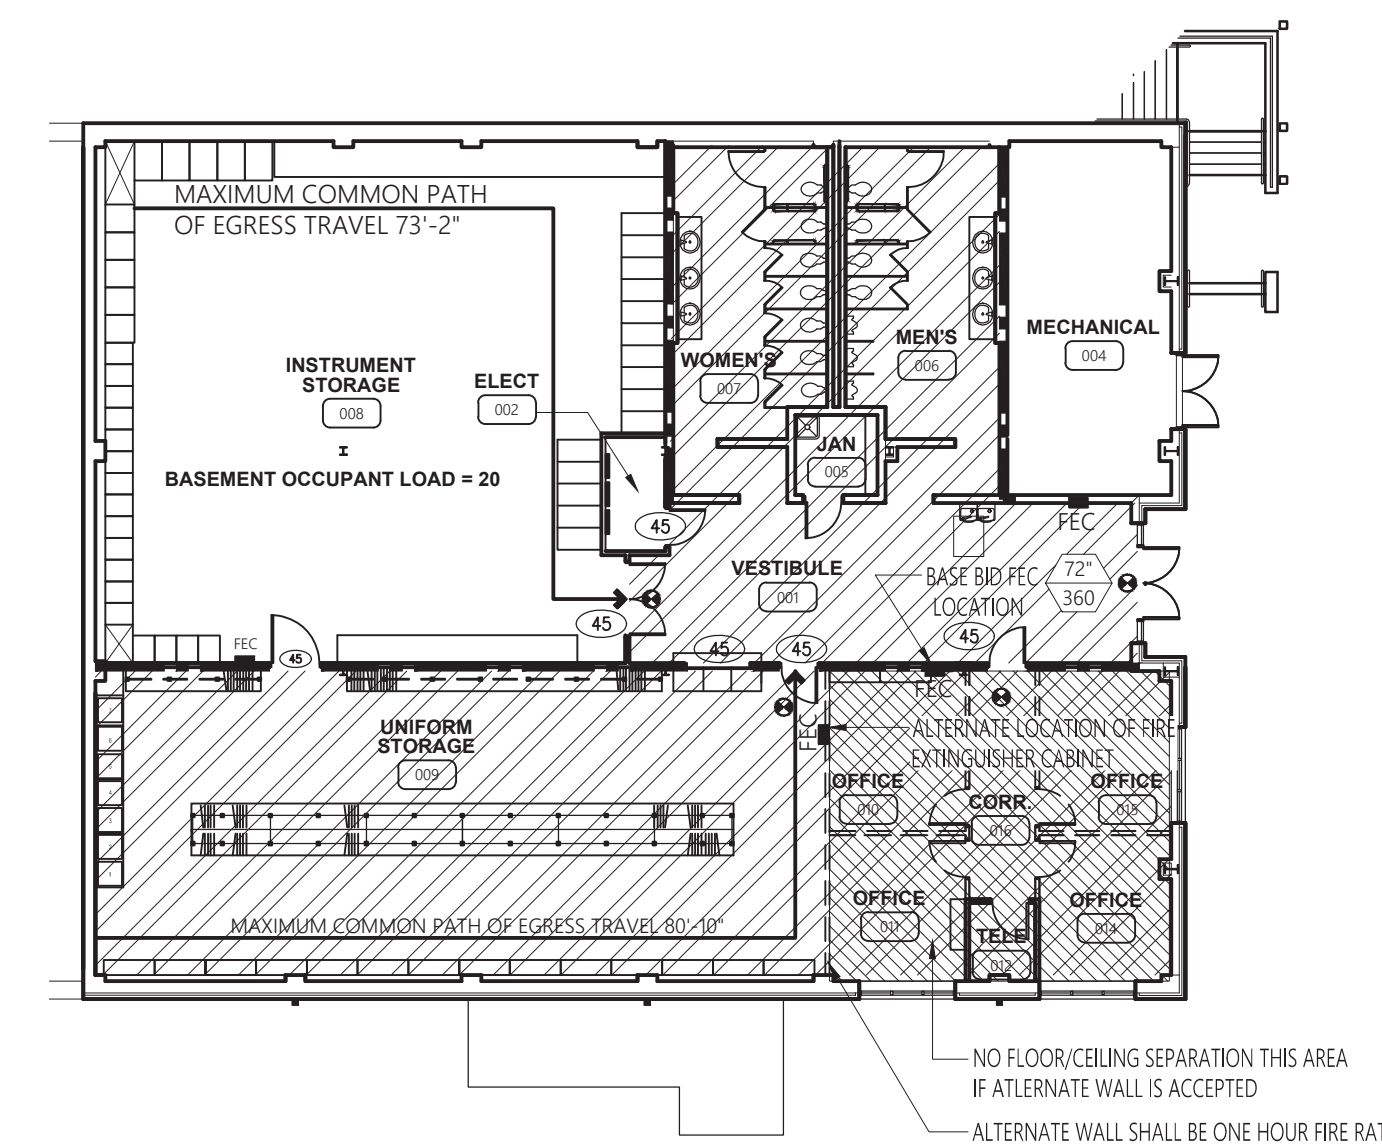 MAXIMUM COMMON PATH
OF EGRESS TRAVEL 73'-2"
INSTRUMENT
STORAGE
008
ELECT
002
BASEMENT OCCUPANT LOAD = 20
WOMEN'S
007
MEN'S
006
MECHANICAL
004
JAN
005
FEC
45
VESTIBULE
001
BASE BID FEC
LOCATION
72"
360
45
45
45
45
FEC
45
FEC
UNIFORM
STORAGE
009
FEC
ALTERNATE LOCATION OF FIRE
EXTINGUISHER CABINET
OFFICE
010
CORR.
016
OFFICE
015
OFFICE
011
OFFICE
014
TELE
012
MAXIMUM COMMON PATH OF EGRESS TRAVEL 80'-10"
NO FLOOR/CEILING SEPARATION THIS AREA
IF ATLERNATE WALL IS ACCEPTED
ALTERNATE WALL SHALL BE ONE HOUR FIRE RAT